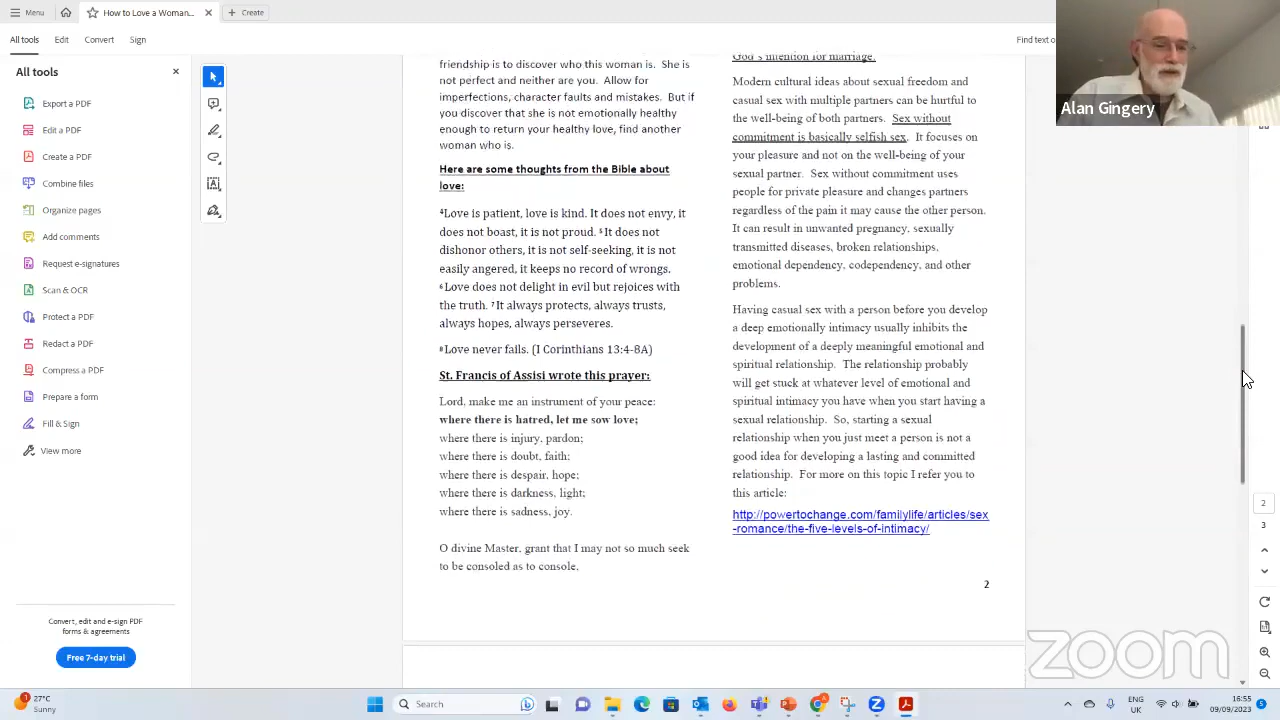 Menu
How to Love a Woman...
Create
All tools
Edit
Convert
Sign
Find text o
All tools
Export a PDF
Edit a PDF
Create a PDF
Combine files
Organize pages
Add comments
Request e-signatures
Scan & OCR
Protect a PDF
Redact a PDF
Compress a PDF
Prepare a form
Fill & Sign
View more
Convert, edit and e-sign PDF
forms & agreements
Free 7-day trial
friendship is to discover who this woman is. She is
not perfect and neither are you. Allow for
imperfections, character faults and mistakes. But if
you discover that she is not emotionally healthy
enough to return your healthy love, find another
woman who is.
Here are some thoughts from the Bible about
love:
4Love is patient, love is kind. It does not envy, it
does not boast, it is not proud. 5It does not
dishonor others, it is not self-seeking, it is not
easily angered, it keeps no record of wrongs.
6Love does not delight in evil but rejoices with
the truth. 7It always protects, always trusts,
always hopes, always perseveres.
8Love never fails. (I Corinthians 13:4-8A)
St. Francis of Assisi wrote this prayer:
Lord, make me an instrument of your peace:
where there is hatred, let me sow love;
where there is injury, pardon;
where there is doubt, faith;
where there is despair, hope;
where there is darkness, light;
where there is sadness, joy.
O divine Master, grant that I may not so much seek
to be consoled as to console,
God's intention for marriage.
Modern cultural ideas about sexual freedom and
casual sex with multiple partners can be hurtful to
the well-being of both partners. Sex without
commitment is basically selfish sex. It focuses on
your pleasure and not on the well-being of your
sexual partner. Sex without commitment uses
people for private pleasure and changes partners
regardless of the pain it may cause the other person.
It can result in unwanted pregnancy, sexually
transmitted diseases, broken relationships,
emotional dependency, codependency, and other
problems.
Having casual sex with a person before you develop
a deep emotionally intimacy usually inhibits the
development of a deeply meaningful emotional and
spiritual relationship. The relationship probably
will get stuck at whatever level of emotional and
spiritual intimacy you have when you start having a
sexual relationship. So, starting a sexual
relationship when you just meet a person is not a
good idea for developing a lasting and committed
relationship. For more on this topic I refer you to
this article:
http://powertochange.com/familylife/articles/sex
-romance/the-five-levels-of-intimacy/
2
Alan Gingery
2
3
zoom
1
27°C
Sunny
Search
ENG
UK
16:55
09/09/2023
5